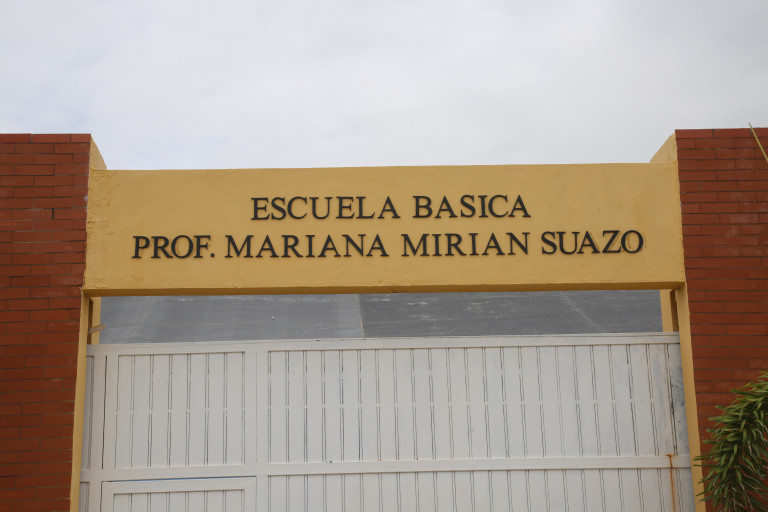 ESCUELA BASICA
PROF. MARIANA MIRIAN SUAZO